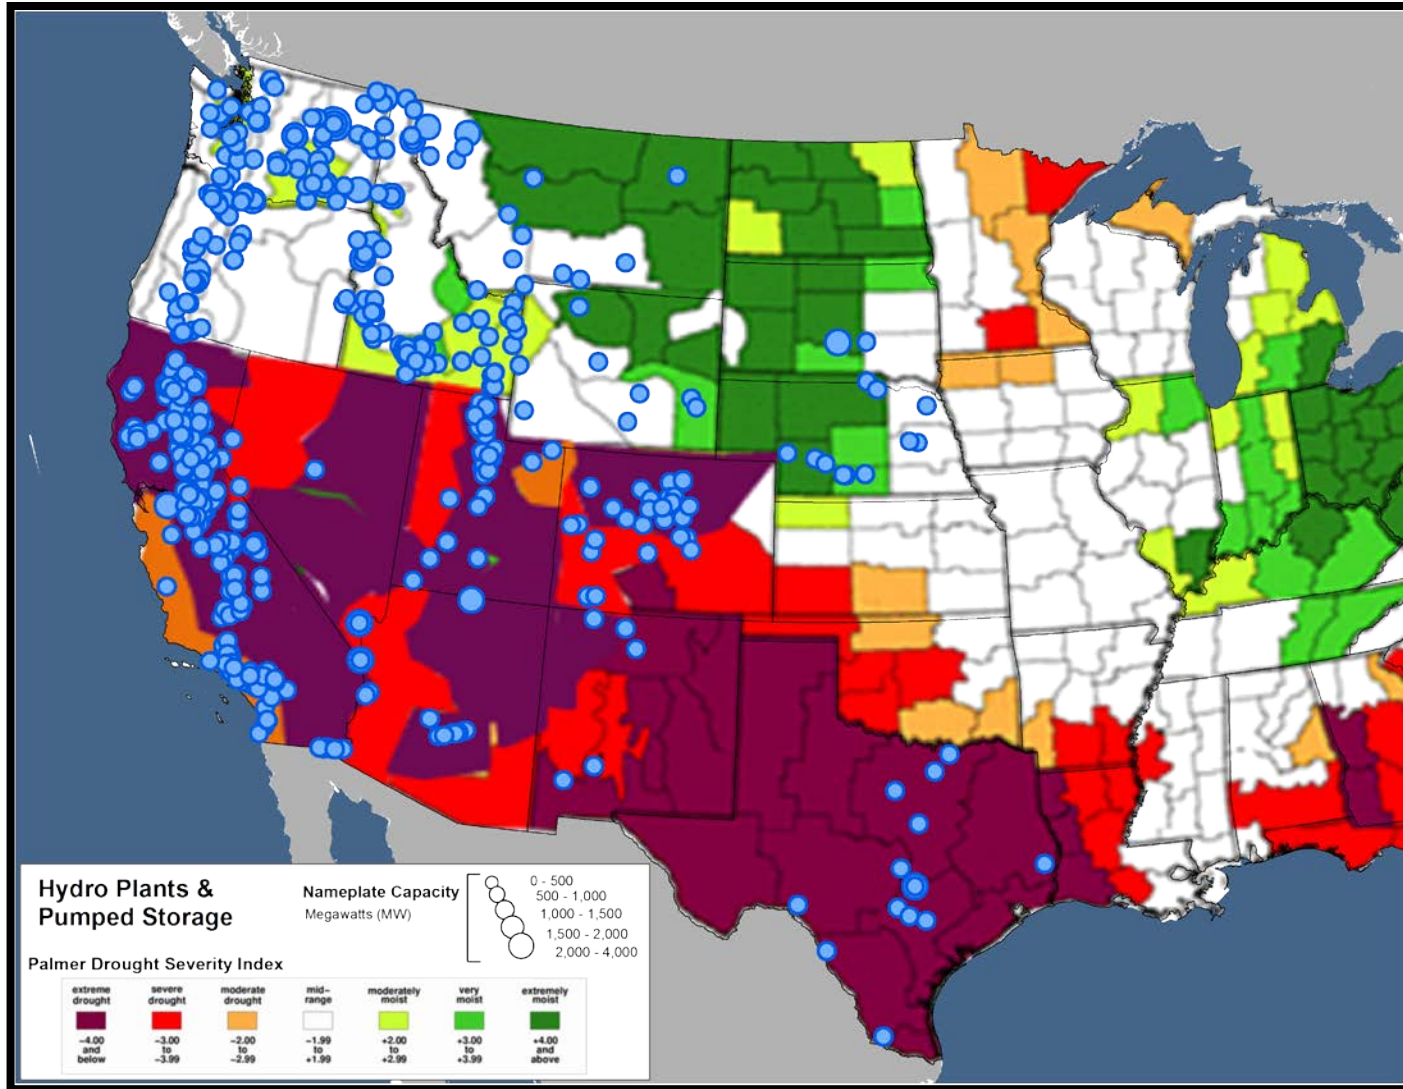 Hydro Plants &
Pumped Storage
Nameplate Capacity
Megawatts (MW)
0 - 500
500 - 1,000
1,000 - 1,500
1,500 - 2,000
2,000 - 4,000
Palmer Drought Severity Index
extreme drought
severe drought
moderate drought
mid-range
moderately moist
very moist
extremely moist
-4.00 and below
-3.00 to -3.99
-2.00 to -2.99
-1.99 to +1.99
+2.00 to +2.99
+3.00 to +3.99
+4.00 and above